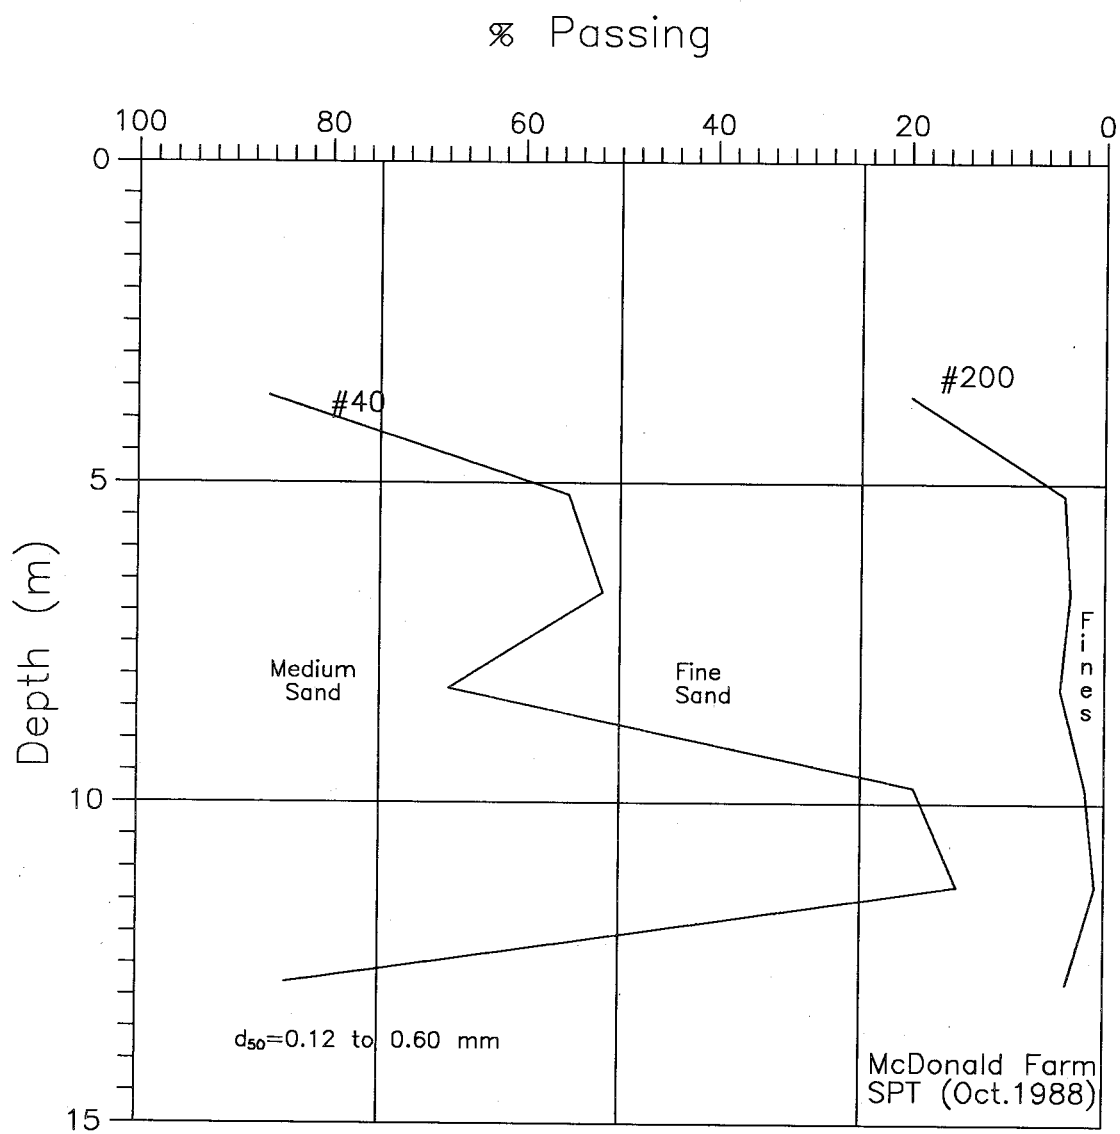 % Passing
100 80 60 40 20 0
0
#200
#40
5
Depth (m)
Fines
Medium
Sand
Fine
Sand
10
d₅₀=0.12 to 0.60 mm
McDonald Farm
SPT (Oct.1988)
15